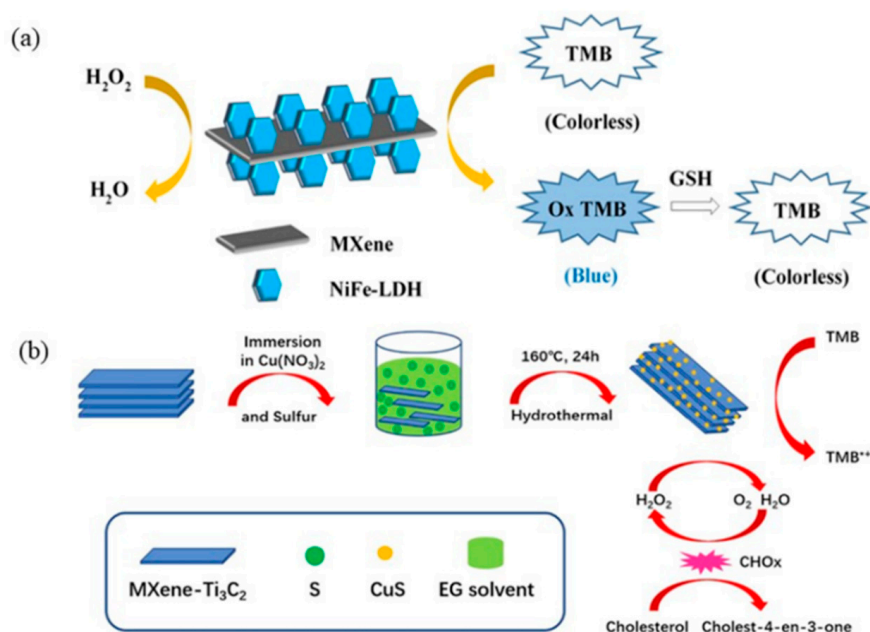 (a)
H₂O₂
H₂O
TMB
(Colorless)
Ox TMB
(Blue)
GSH
TMB
(Colorless)
MXene
NiFe-LDH
(b)
Immersion
in Cu(NO₃)₂
and Sulfur
160℃, 24h
Hydrothermal
TMB
TMB•+
H₂O₂
O₂ H₂O
CHOx
Cholesterol Cholest-4-en-3-one
MXene-Ti₃C₂
S
CuS
EG solvent